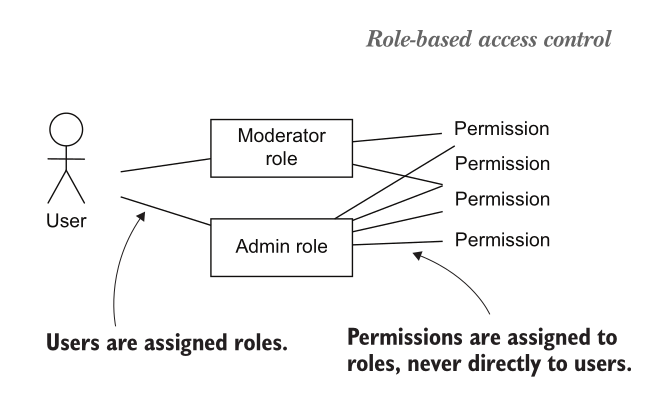 Role-based access control
Moderator
role
Permission
Permission
Permission
Permission
User
Admin role
Users are assigned roles.
Permissions are assigned to
roles, never directly to users.